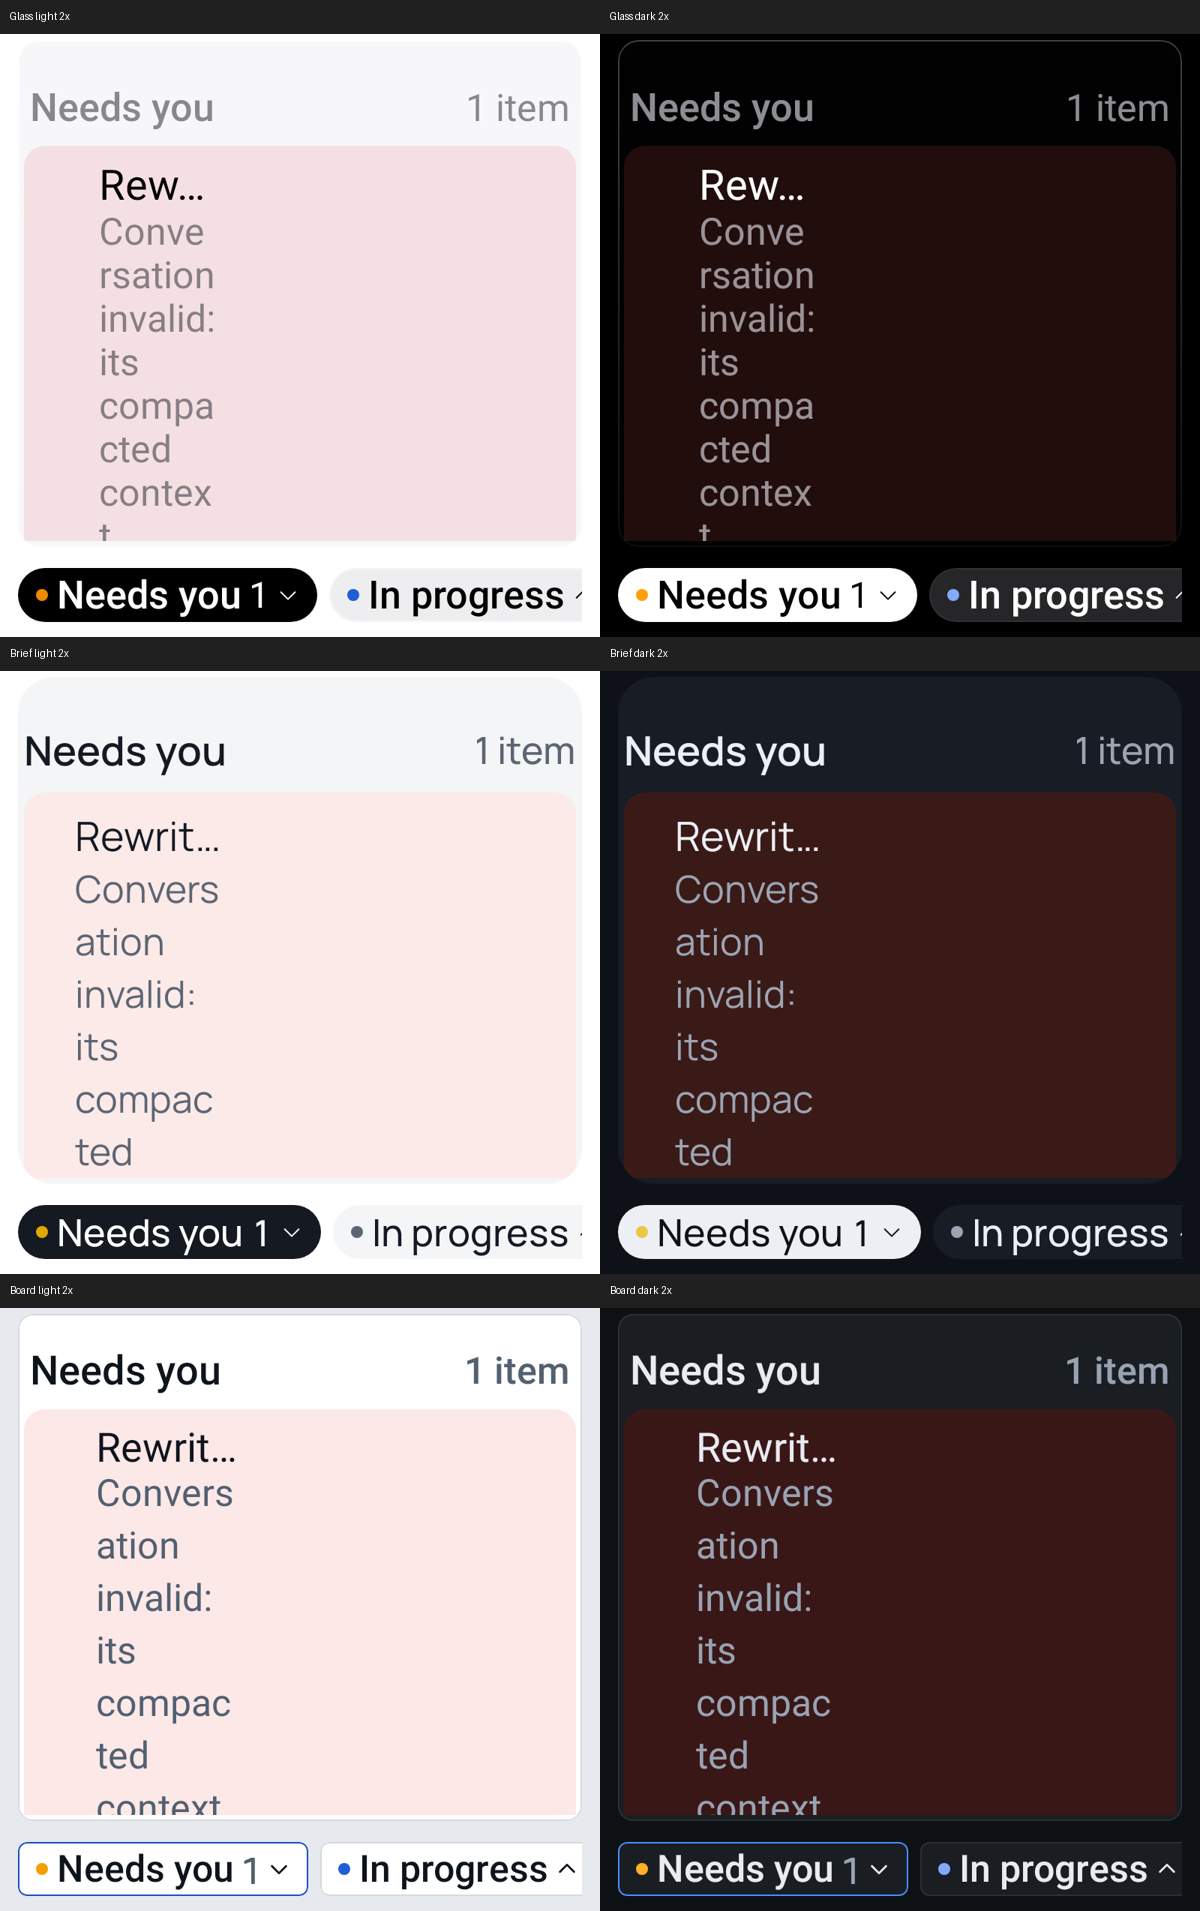 Glass light 2x
Needs you 1 item
Rew...
Conve
rsation
invalid:
its
compa
cted
contex
t
Needs you 1
In progress
Glass dark 2x
Needs you 1 item
Rew...
Conve
rsation
invalid:
its
compa
cted
contex
t
Needs you 1
In progress
Brief light 2x
Needs you 1 item
Rewrit...
Convers
ation
invalid:
its
compac
ted
Needs you 1
In progress
Brief dark 2x
Needs you 1 item
Rewrit...
Convers
ation
invalid:
its
compac
ted
Needs you 1
In progress
Board light 2x
Needs you 1 item
Rewrit...
Convers
ation
invalid:
its
compac
ted
context
Needs you 1
In progress
Board dark 2x
Needs you 1 item
Rewrit...
Convers
ation
invalid:
its
compac
ted
context
Needs you 1
In progress